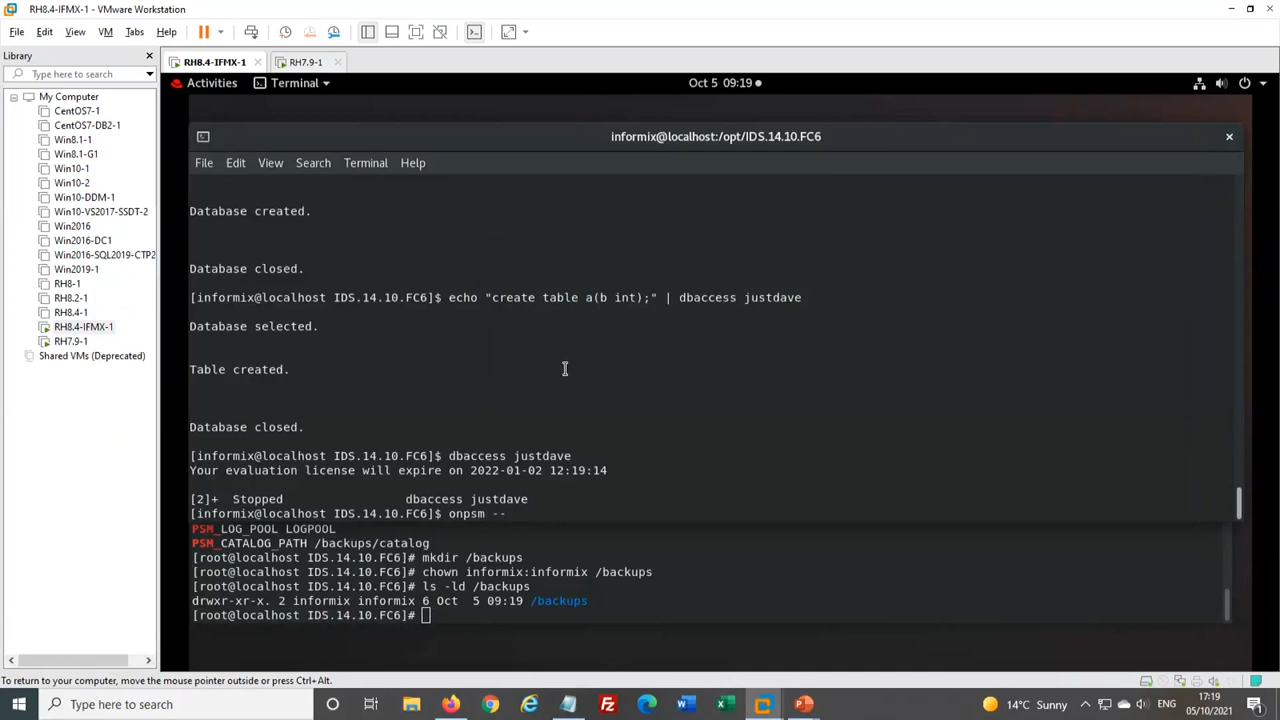 RH8.4-IFMX-1 - VMware Workstation
File Edit View VM Tabs Help
Library
Type here to search
My Computer
CentOS7-1
CentOS7-DB2-1
Win8.1-1
Win8.1-G1
Win10-1
Win10-2
Win10-DDM-1
Win10-VS2017-SSDT-2
Win2016
Win2016-DC1
Win2016-SQL2019-CTP2
Win2019-1
RH8-1
RH8.2-1
RH8.4-1
RH8.4-IFMX-1
RH7.9-1
Shared VMs (Deprecated)
RH8.4-IFMX-1 RH7.9-1
Activities Terminal Oct 5 09:19
informix@localhost:/opt/IDS.14.10.FC6
File Edit View Search Terminal Help
Database created.
Database closed.
[informix@localhost IDS.14.10.FC6]$ echo "create table a(b int);" | dbaccess justdave
Database selected.
Table created.
Database closed.
[informix@localhost IDS.14.10.FC6]$ dbaccess justdave
Your evaluation license will expire on 2022-01-02 12:19:14
[2]+ Stopped dbaccess justdave
[informix@localhost IDS.14.10.FC6]$ onpsm --
PSM_LOG_POOL LOGPOOL
PSM_CATALOG_PATH /backups/catalog
[root@localhost IDS.14.10.FC6]# mkdir /backups
[root@localhost IDS.14.10.FC6]# chown informix:informix /backups
[root@localhost IDS.14.10.FC6]# ls -ld /backups
drwxr-xr-x. 2 informix informix 6 Oct 5 09:19 /backups
[root@localhost IDS.14.10.FC6]#
To return to your computer, move the mouse pointer outside or press Ctrl+Alt.
Type here to search
14°C Sunny
ENG
17:19
05/10/2021